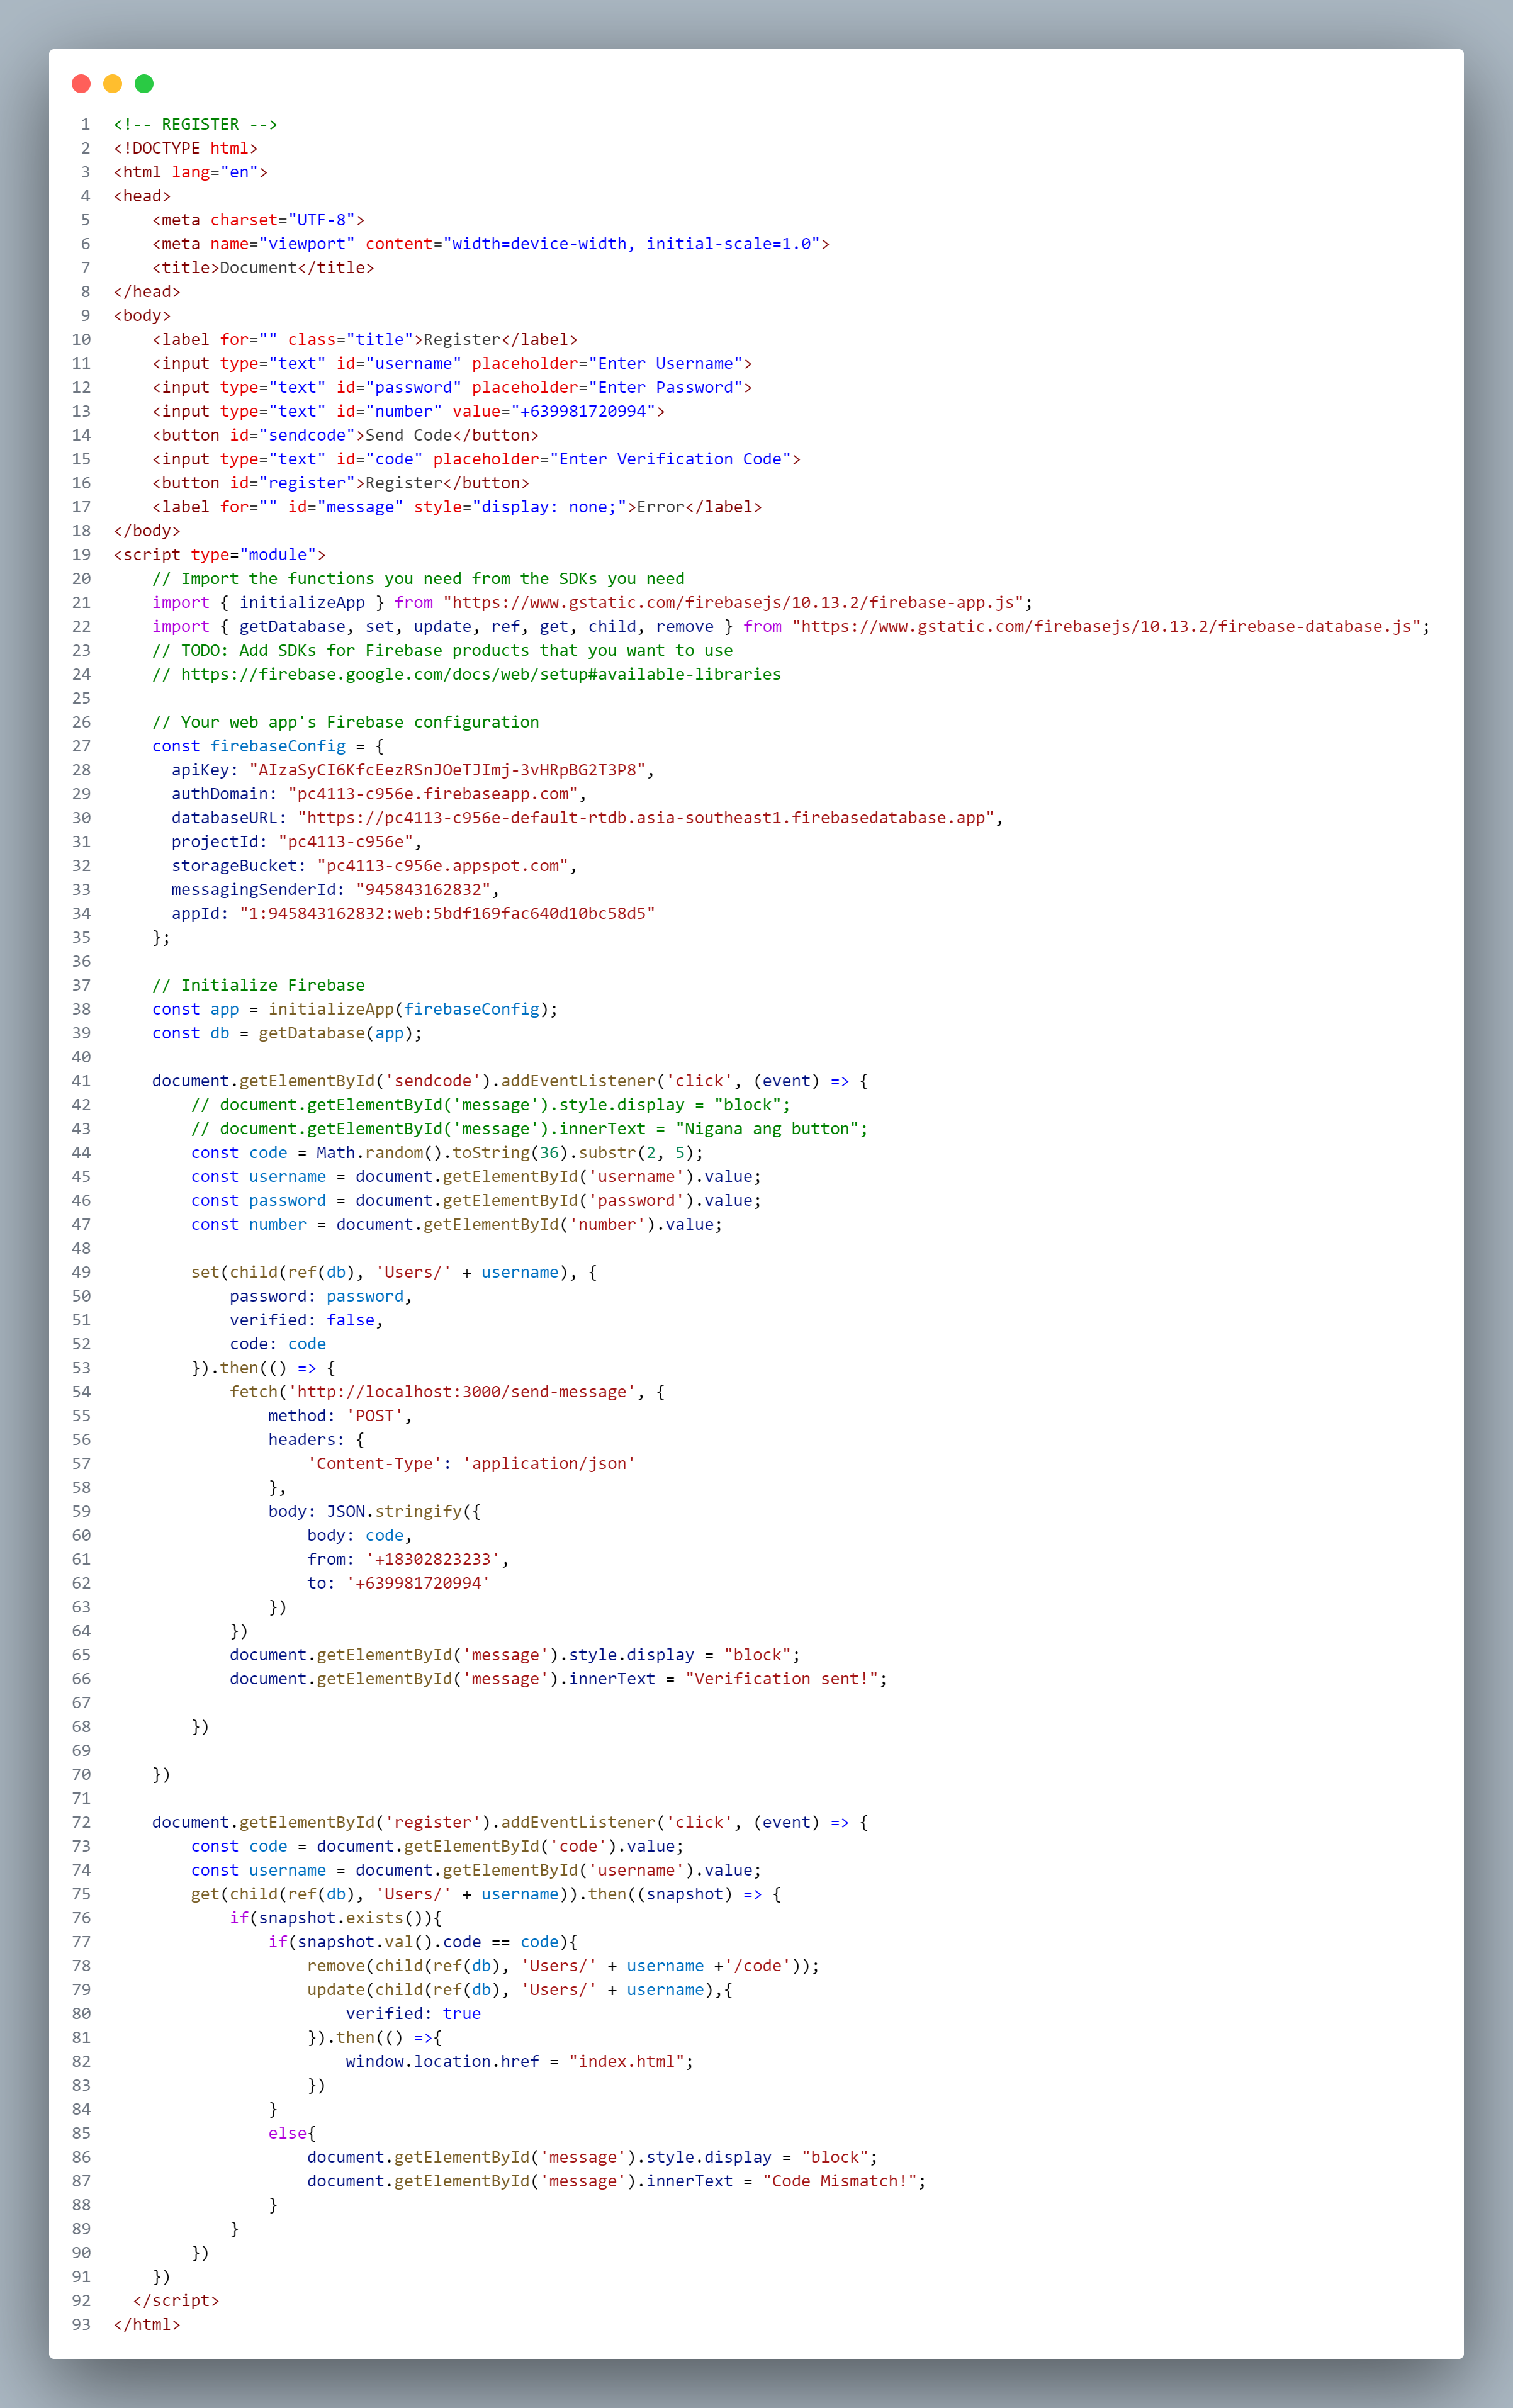 1 <!-- REGISTER -->
2 <!DOCTYPE html>
3 <html lang="en">
4 <head>
5     <meta charset="UTF-8">
6     <meta name="viewport" content="width=device-width, initial-scale=1.0">
7     <title>Document</title>
8 </head>
9 <body>
10     <label for="" class="title">Register</label>
11     <input type="text" id="username" placeholder="Enter Username">
12     <input type="text" id="password" placeholder="Enter Password">
13     <input type="text" id="number" value="+639981720994">
14     <button id="sendcode">Send Code</button>
15     <input type="text" id="code" placeholder="Enter Verification Code">
16     <button id="register">Register</button>
17     <label for="" id="message" style="display: none;">Error</label>
18 </body>
19 <script type="module">
20     // Import the functions you need from the SDKs you need
21     import { initializeApp } from "https://www.gstatic.com/firebasejs/10.13.2/firebase-app.js";
22     import { getDatabase, set, update, ref, get, child, remove } from "https://www.gstatic.com/firebasejs/10.13.2/firebase-database.js";
23     // TODO: Add SDKs for Firebase products that you want to use
24     // https://firebase.google.com/docs/web/setup#available-libraries
25
26     // Your web app's Firebase configuration
27     const firebaseConfig = {
28       apiKey: "AIzaSyCI6KfcEezRSnJOeTJImj-3vHRpBG2T3P8",
29       authDomain: "pc4113-c956e.firebaseapp.com",
30       databaseURL: "https://pc4113-c956e-default-rtdb.asia-southeast1.firebasedatabase.app",
31       projectId: "pc4113-c956e",
32       storageBucket: "pc4113-c956e.appspot.com",
33       messagingSenderId: "945843162832",
34       appId: "1:945843162832:web:5bdf169fac640d10bc58d5"
35     };
36
37     // Initialize Firebase
38     const app = initializeApp(firebaseConfig);
39     const db = getDatabase(app);
40
41     document.getElementById('sendcode').addEventListener('click', (event) => {
42         // document.getElementById('message').style.display = "block";
43         // document.getElementById('message').innerText = "Nigana ang button";
44         const code = Math.random().toString(36).substr(2, 5);
45         const username = document.getElementById('username').value;
46         const password = document.getElementById('password').value;
47         const number = document.getElementById('number').value;
48
49         set(child(ref(db), 'Users/' + username), {
50             password: password,
51             verified: false,
52             code: code
53         }).then(() => {
54             fetch('http://localhost:3000/send-message', {
55                 method: 'POST',
56                 headers: {
57                     'Content-Type': 'application/json'
58                 },
59                 body: JSON.stringify({
60                     body: code,
61                     from: '+18302823233',
62                     to: '+639981720994'
63                 })
64             })
65             document.getElementById('message').style.display = "block";
66             document.getElementById('message').innerText = "Verification sent!";
67
68         })
69
70     })
71
72     document.getElementById('register').addEventListener('click', (event) => {
73         const code = document.getElementById('code').value;
74         const username = document.getElementById('username').value;
75         get(child(ref(db), 'Users/' + username)).then((snapshot) => {
76             if(snapshot.exists()){
77                 if(snapshot.val().code == code){
78                     remove(child(ref(db), 'Users/' + username +'/code'));
79                     update(child(ref(db), 'Users/' + username),{
80                         verified: true
81                     }).then(() =>{
82                         window.location.href = "index.html";
83                     })
84                 }
85                 else{
86                     document.getElementById('message').style.display = "block";
87                     document.getElementById('message').innerText = "Code Mismatch!";
88                 }
89             }
90         })
91     })
92   </script>
93 </html>